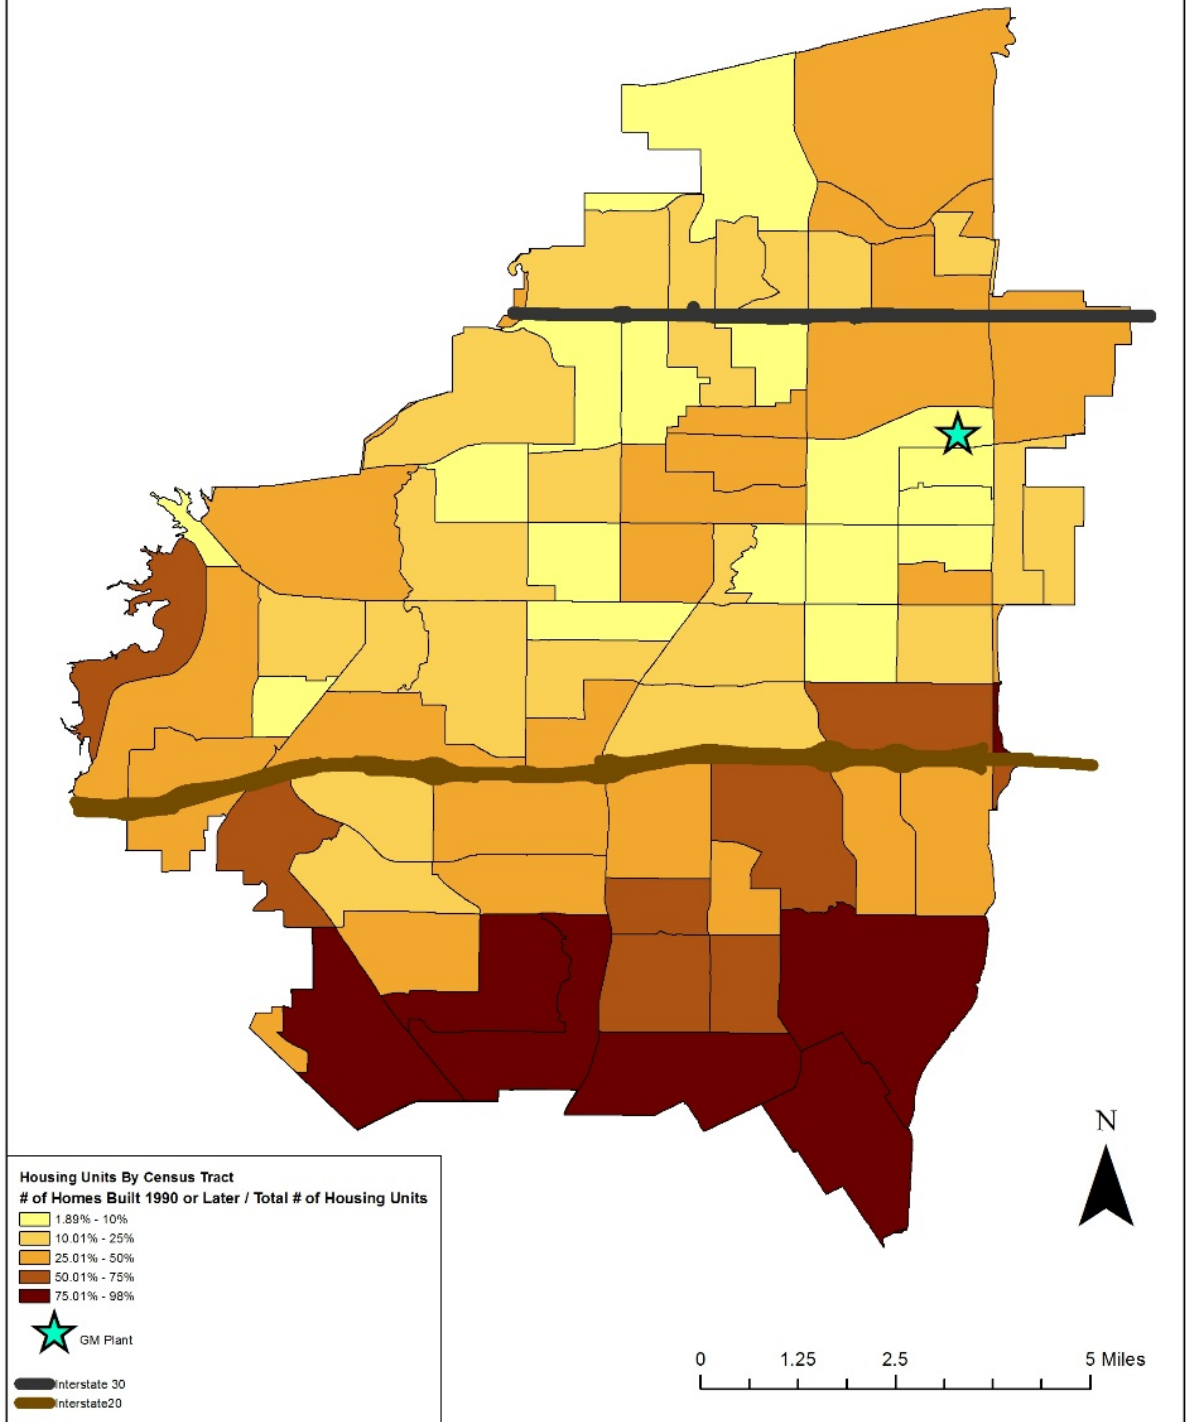 N
Housing Units By Census Tract
# of Homes Built 1990 or Later / Total # of Housing Units
1.89% - 10%
10.01% - 25%
25.01% - 50%
50.01% - 75%
75.01% - 98%
GM Plant
Interstate 30
Interstate20
0 1.25 2.5 5 Miles